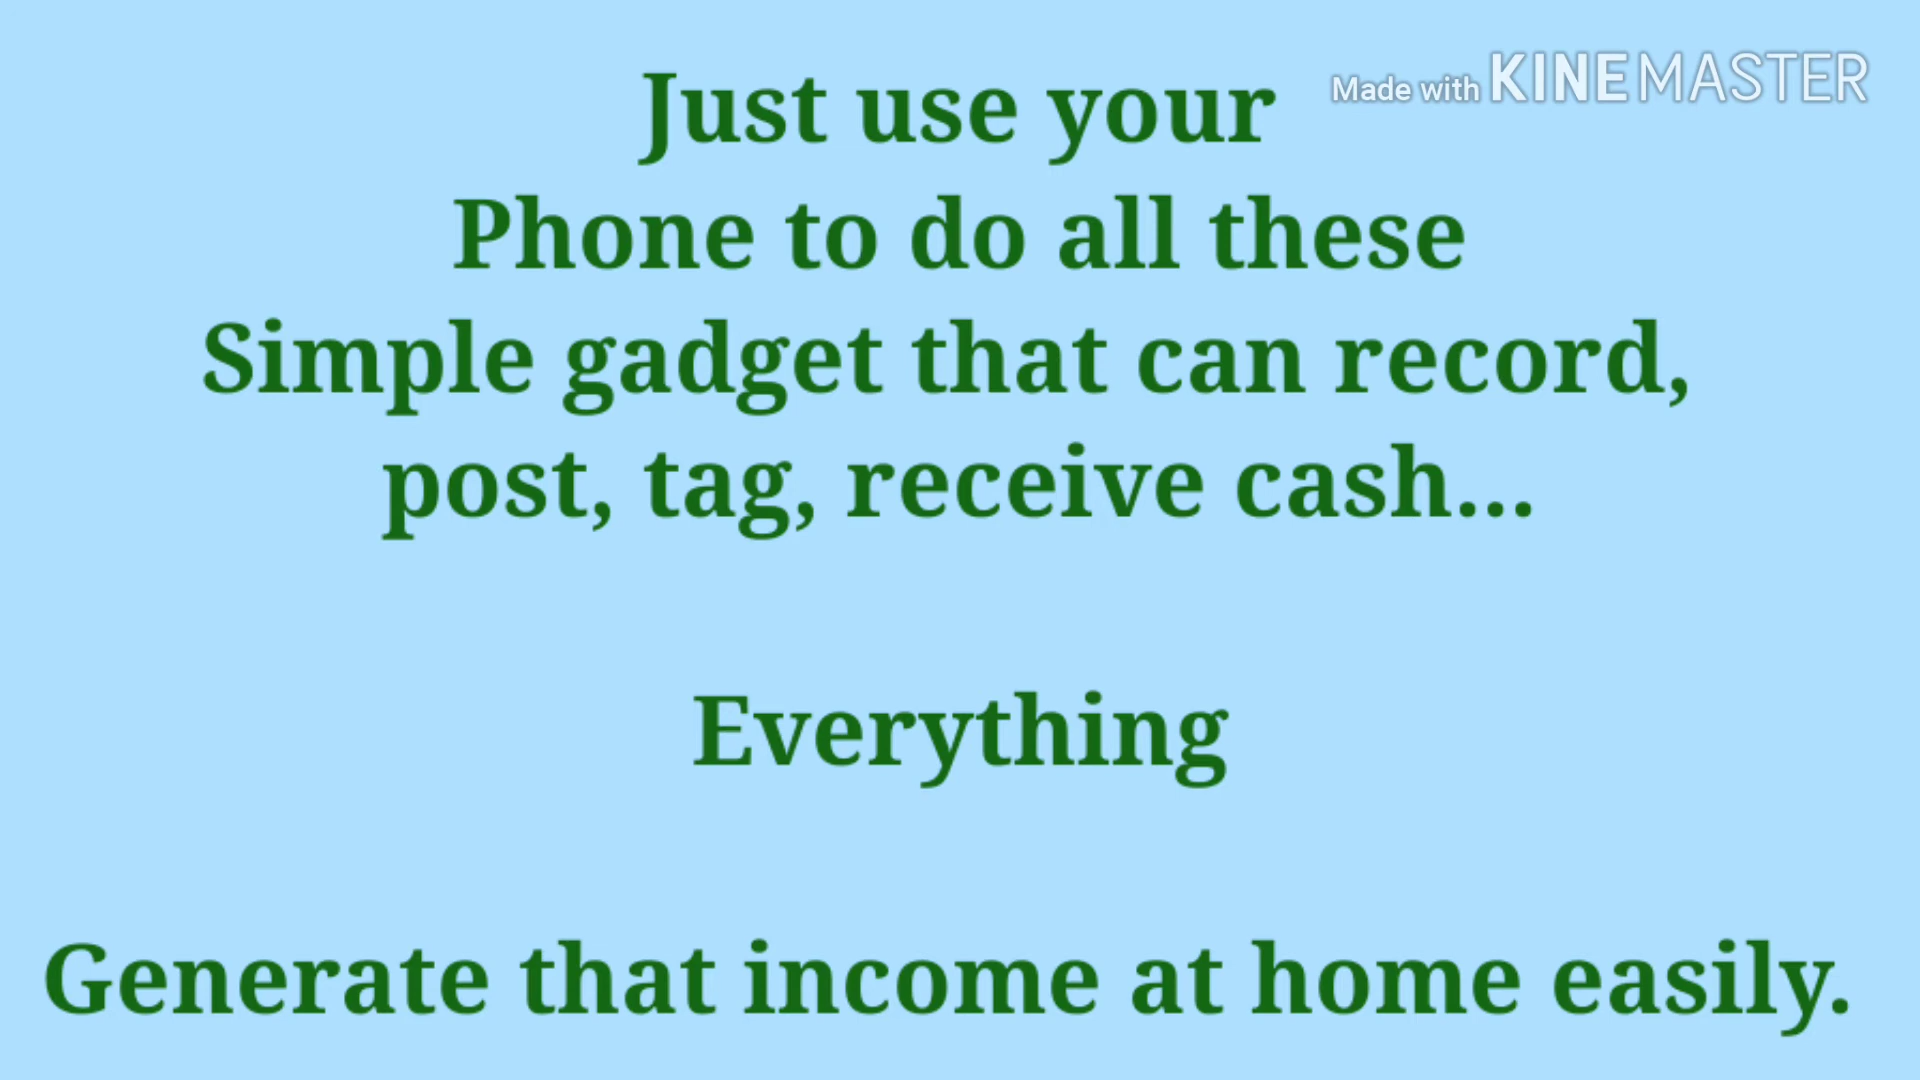 Made with KINEMASTER
Just use your
Phone to do all these
Simple gadget that can record,
post, tag, receive cash...
Everything
Generate that income at home easily.